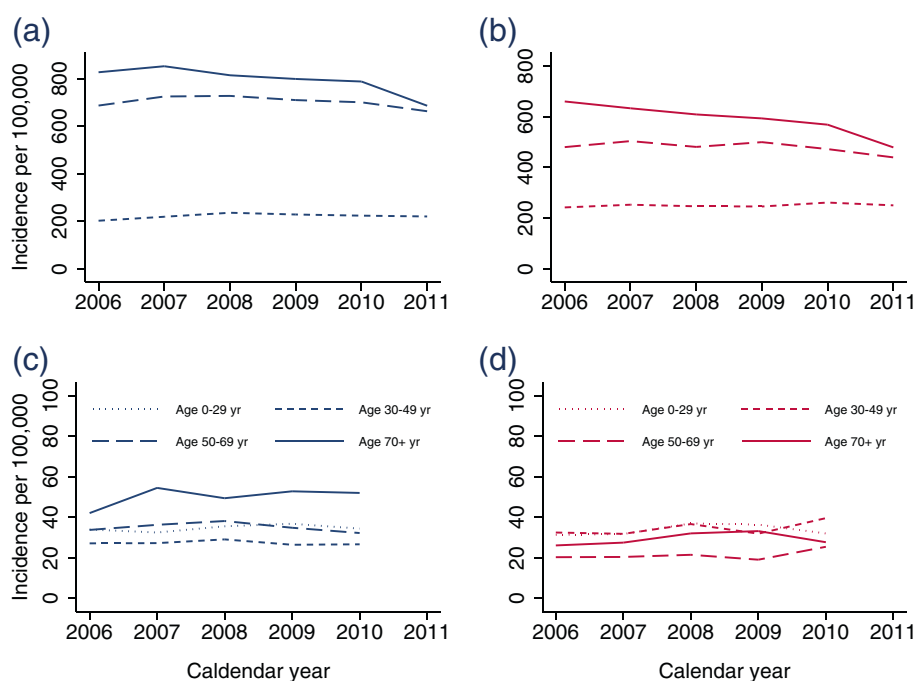 (a)
(b)
Incidence per 100,000
0 200 400 600 800
0 200 400 600 800
2006 2007 2008 2009 2010 2011
2006 2007 2008 2009 2010 2011
(c)
(d)
Incidence per 100,000
0 20 40 60 80 100
Age 0-29 yr Age 30-49 yr
Age 50-69 yr Age 70+ yr
0 20 40 60 80 100
Age 0-29 yr Age 30-49 yr
Age 50-69 yr Age 70+ yr
2006 2007 2008 2009 2010 2011
2006 2007 2008 2009 2010 2011
Caldendar year
Calendar year